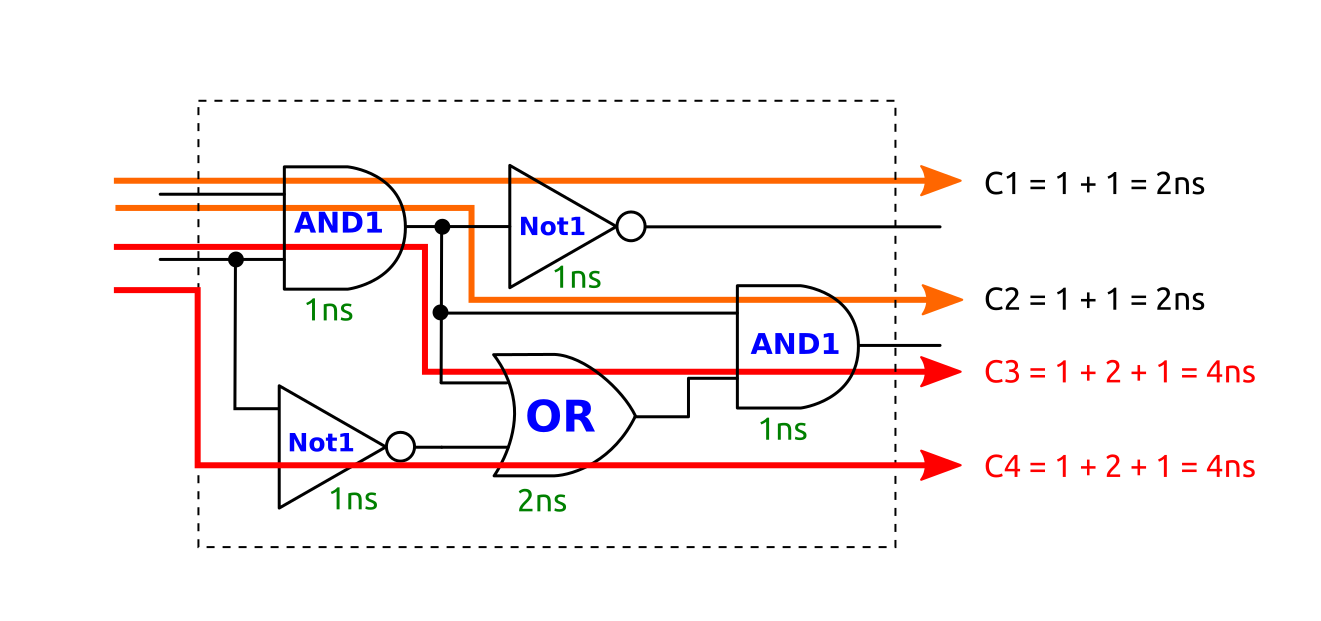 C1 = 1 + 1 = 2ns
AND1
Not1
1ns
1ns
C2 = 1 + 1 = 2ns
AND1
C3 = 1 + 2 + 1 = 4ns
OR
1ns
Not1
C4 = 1 + 2 + 1 = 4ns
1ns
2ns